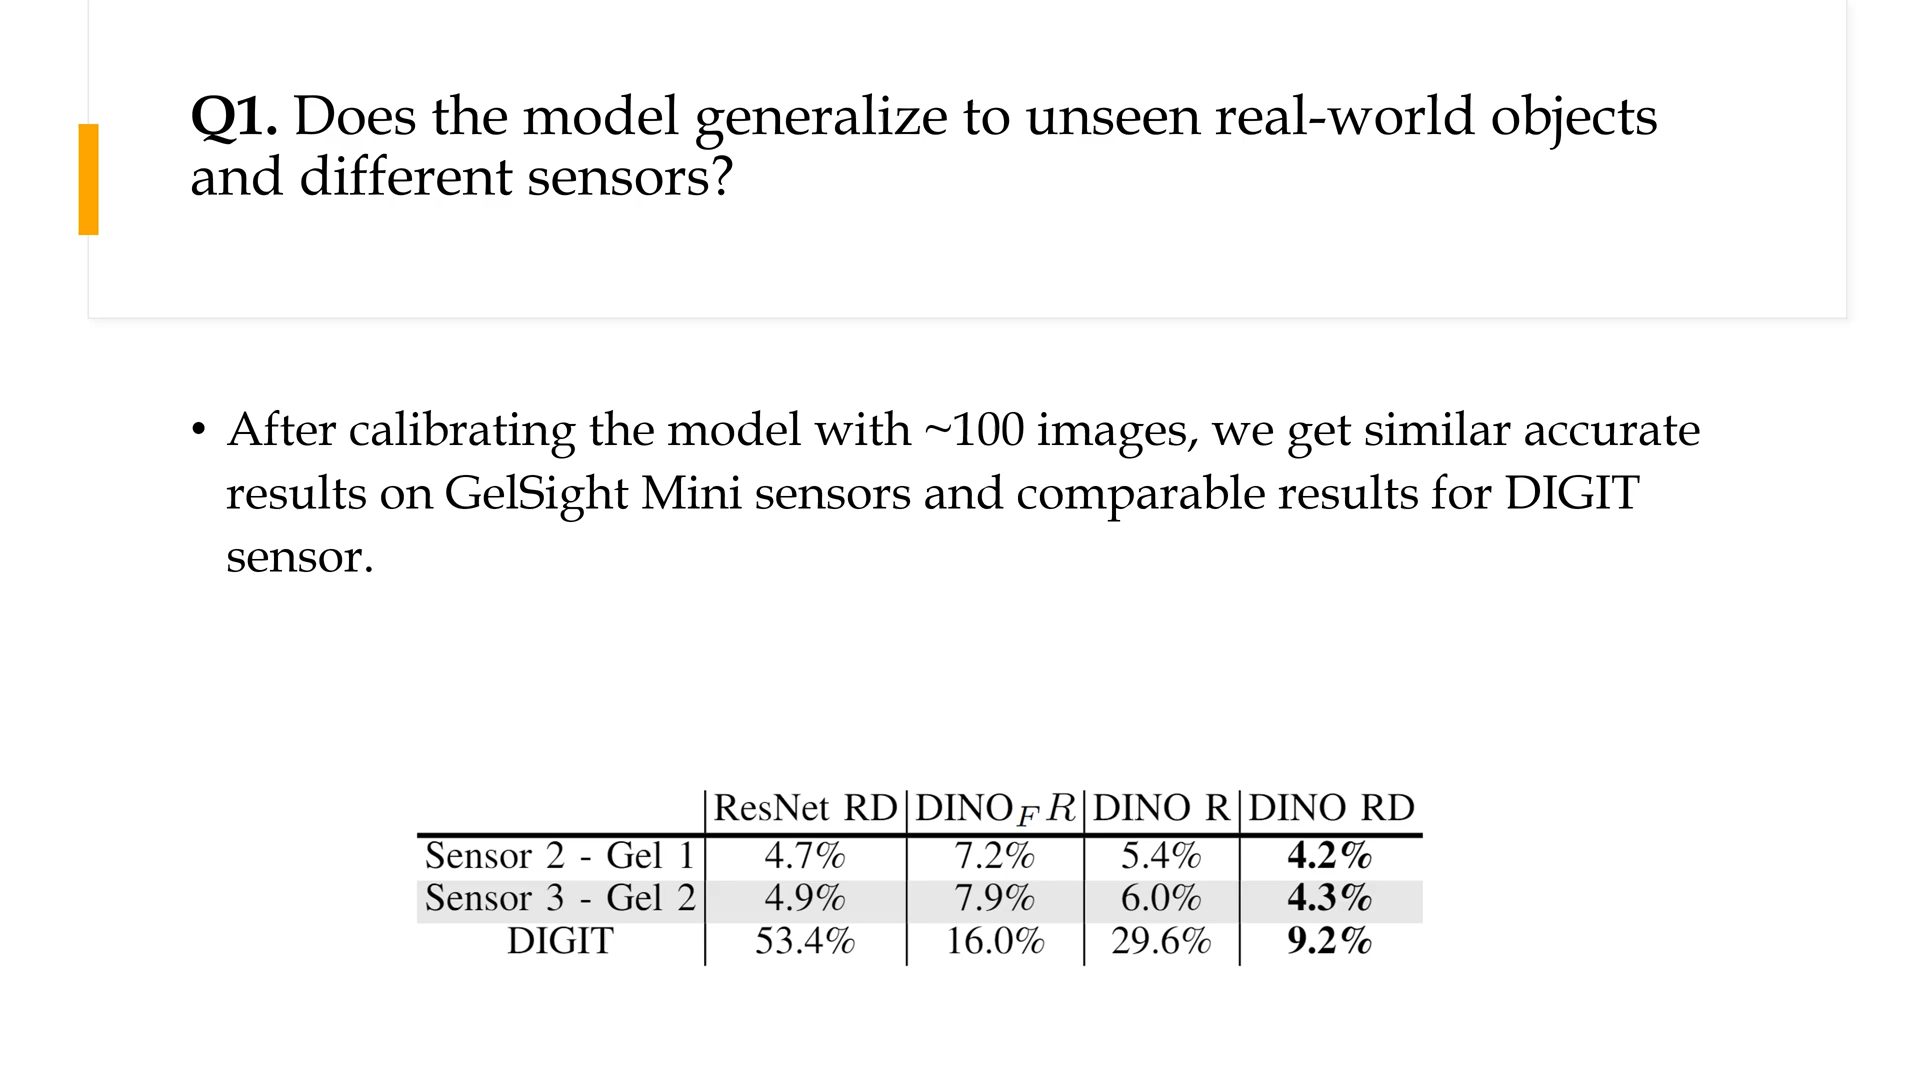 Q1. Does the model generalize to unseen real-world objects
and different sensors?
• After calibrating the model with ~100 images, we get similar accurate
results on GelSight Mini sensors and comparable results for DIGIT
sensor.
ResNet RD DINO_F R DINO R DINO RD
Sensor 2 - Gel 1 4.7% 7.2% 5.4% 4.2%
Sensor 3 - Gel 2 4.9% 7.9% 6.0% 4.3%
DIGIT 53.4% 16.0% 29.6% 9.2%